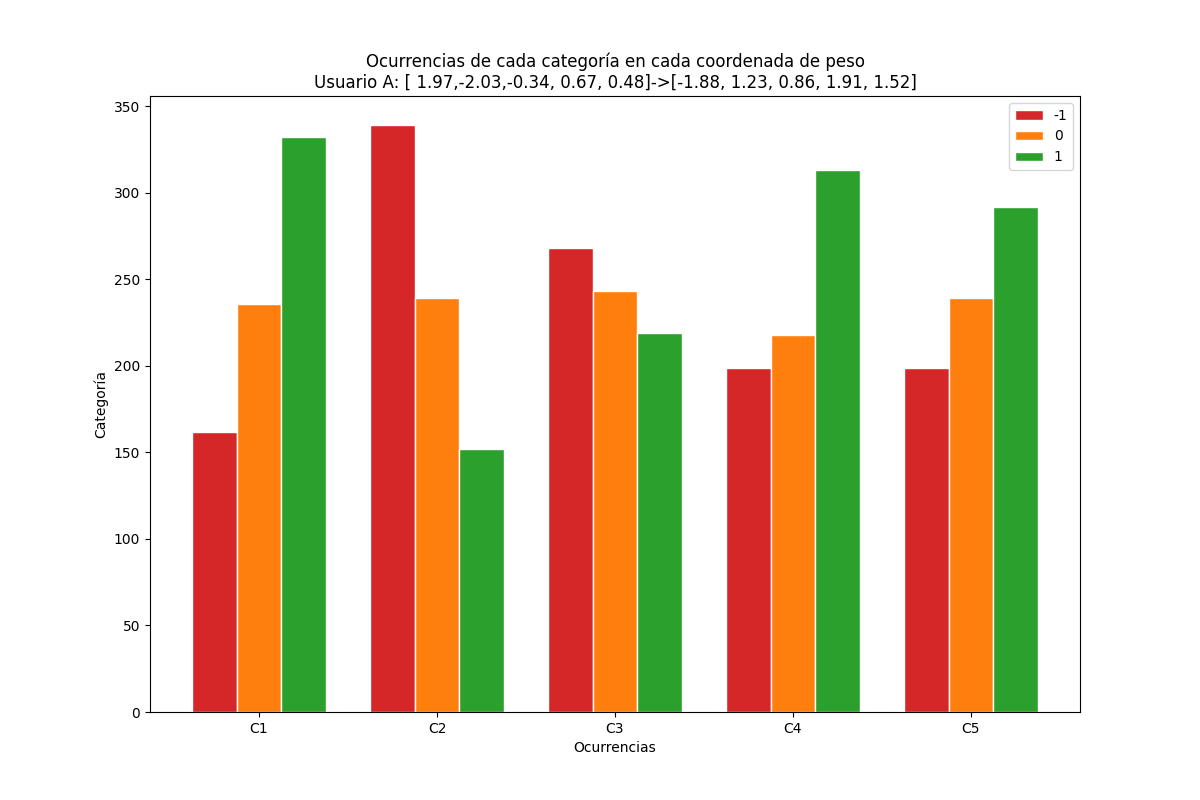 Ocurrencias de cada categoría en cada coordenada de peso
Usuario A: [ 1.97,-2.03,-0.34, 0.67, 0.48]->[-1.88, 1.23, 0.86, 1.91, 1.52]
350
300
250
200
150
100
50
0
Categoría
-1
0
1
C1 C2 C3 C4 C5
Ocurrencias